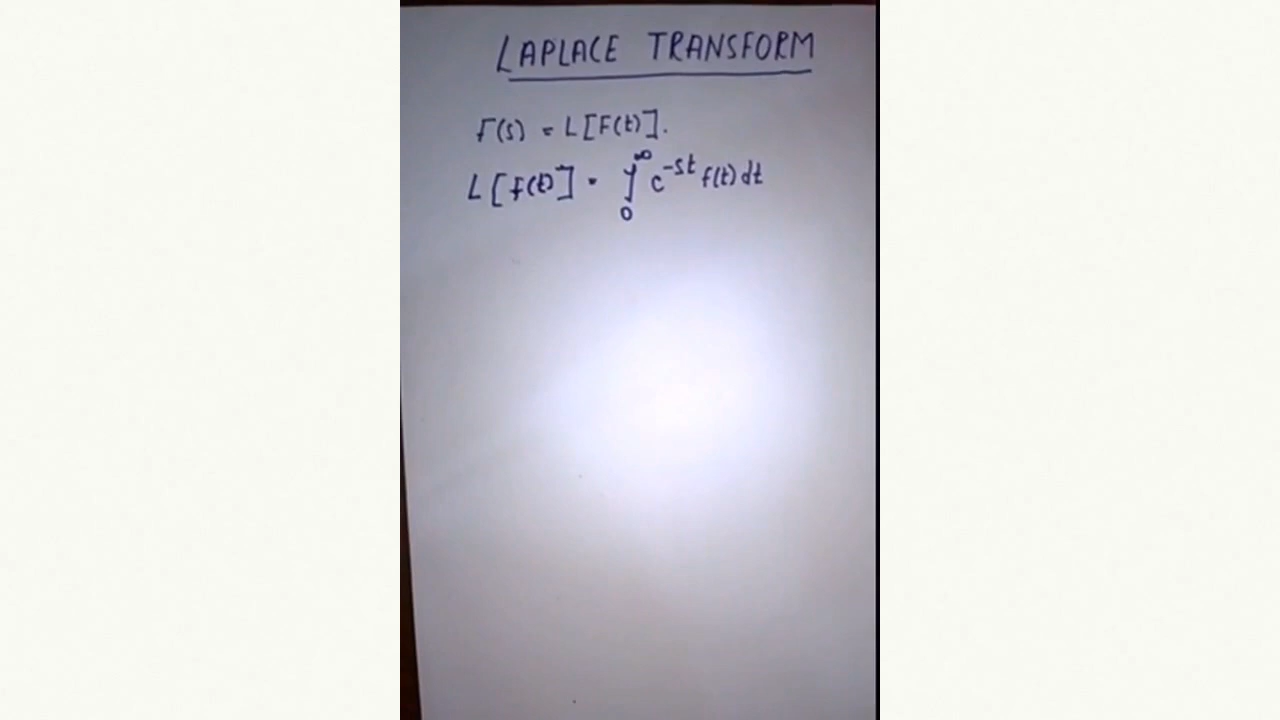 LAPLACE TRANSFORM
F(s) = L[F(t)].
L[f(t)] = ∫₀^∞ e^-st f(t) dt